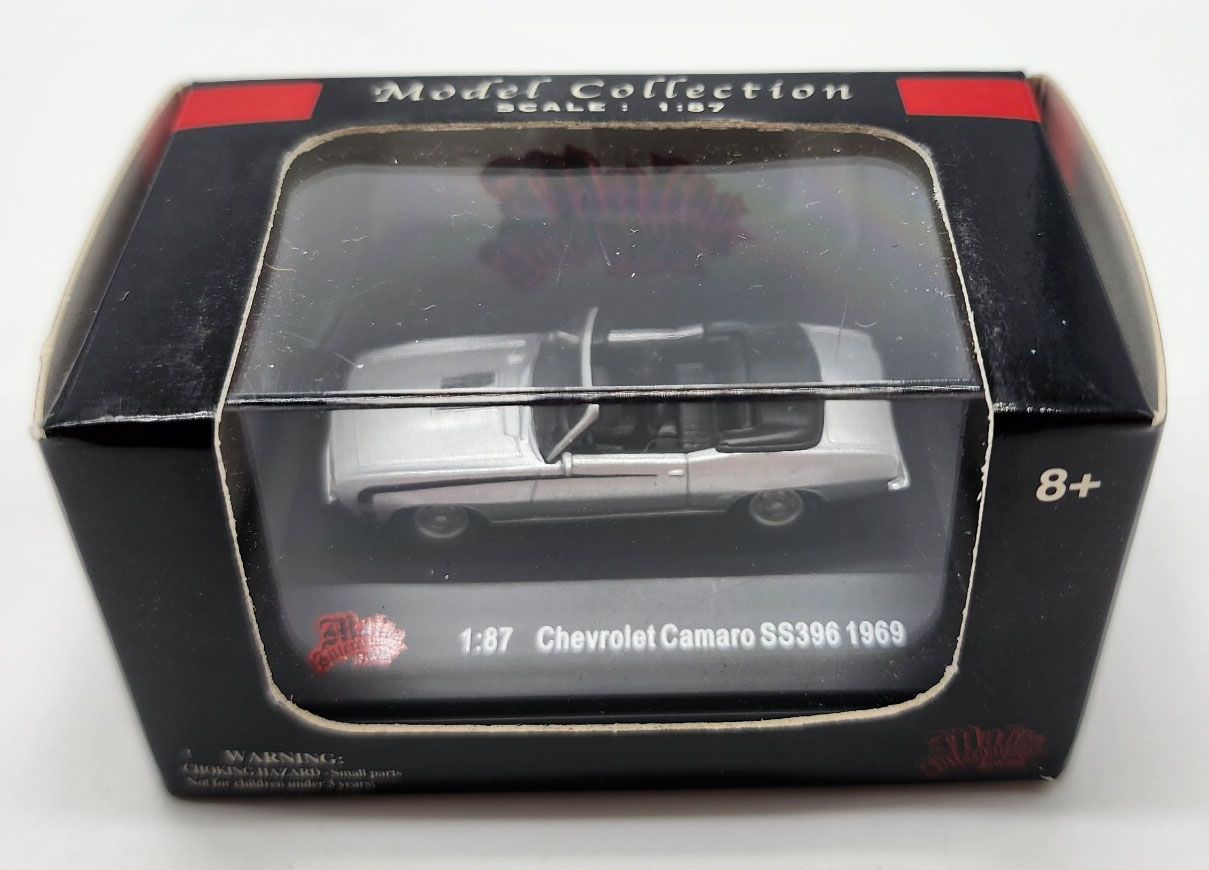 Model Collection
SCALE: 1:87
8+
1:87 Chevrolet Camaro SS396 1969
WARNING:
CHOKING HAZARD - Small parts
Not for children under 3 years.